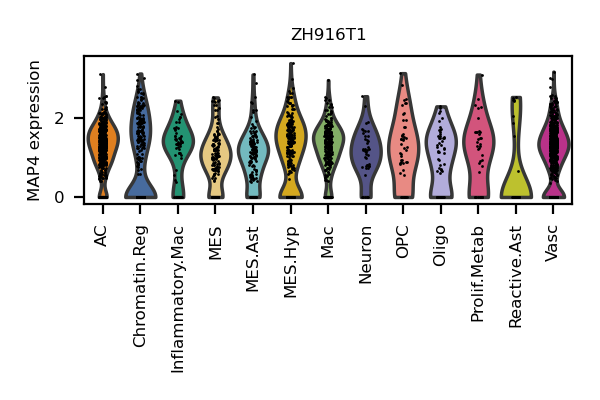 ZH916T1
MAP4 expression
2
0
AC
Chromatin.Reg
Inflammatory.Mac
MES
MES.Ast
MES.Hyp
Mac
Neuron
OPC
Oligo
Prolif.Metab
Reactive.Ast
Vasc